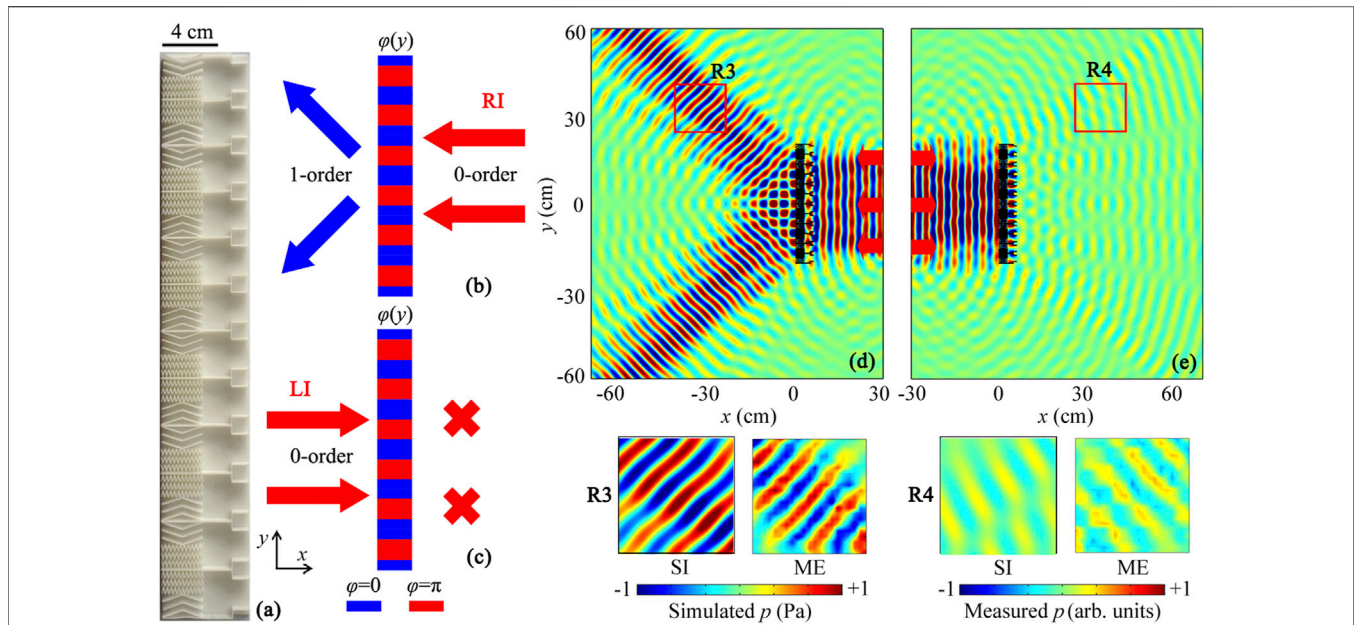 4 cm
φ(y)
RI
1-order
0-order
(b)
φ(y)
LI
0-order
(c)
y
x
φ=0
φ=π
(a)
60
30
0
-30
-60
y (cm)
R3
(d)
-60
-30
0
30
x (cm)
R4
(e)
-30
0
30
60
x (cm)
R3
SI
ME
-1
+1
Simulated p (Pa)
R4
SI
ME
-1
+1
Measured p (arb. units)